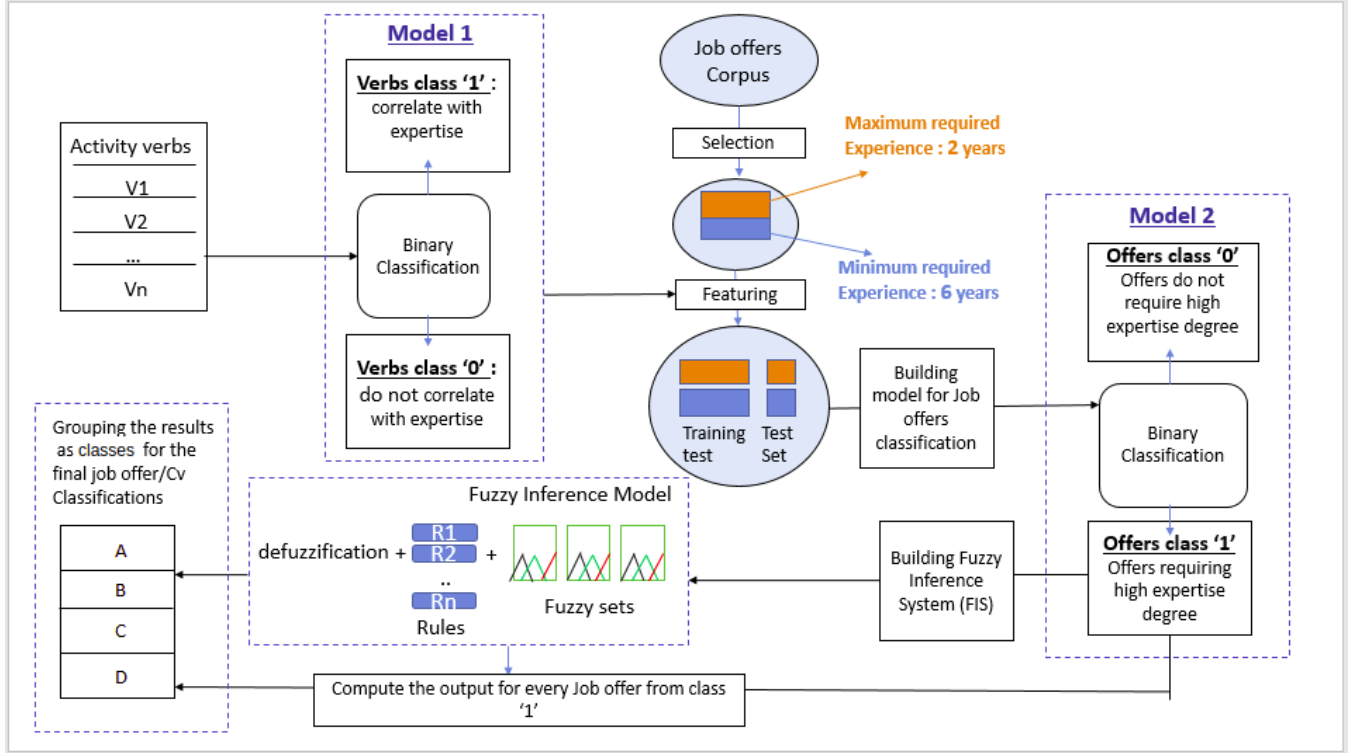 Model 1
Verbs class ‘1’ :
correlate with
expertise
Activity verbs
V1
V2
...
Vn
Binary
Classification
Verbs class ‘0’ :
do not correlate
with expertise
Job offers
Corpus
Selection
Maximum required
Experience : 2 years
Minimum required
Experience : 6 years
Featuring
Training
test
Test
Set
Building
model for Job
offers
classification
Model 2
Offers class ‘0’
Offers do not
require high
expertise degree
Binary
Classification
Offers class ‘1’
Offers requiring
high expertise
degree
Building Fuzzy
Inference
System (FIS)
Fuzzy Inference Model
defuzzification +
R1
R2
..
Rn
Rules
+
Fuzzy sets
Grouping the results
as classes for the
final job offer/Cv
Classifications
A
B
C
D
Compute the output for every Job offer from class
‘1’